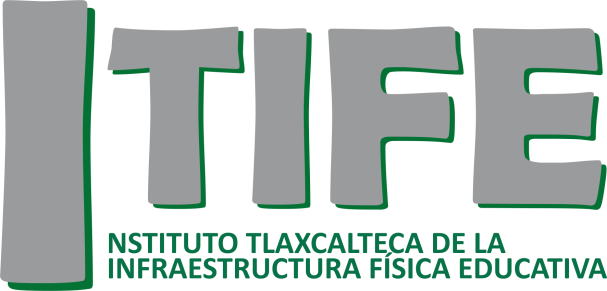 ITIFE
NSTITUTO TLAXCALTECA DE LA
INFRAESTRUCTURA FÍSICA EDUCATIVA